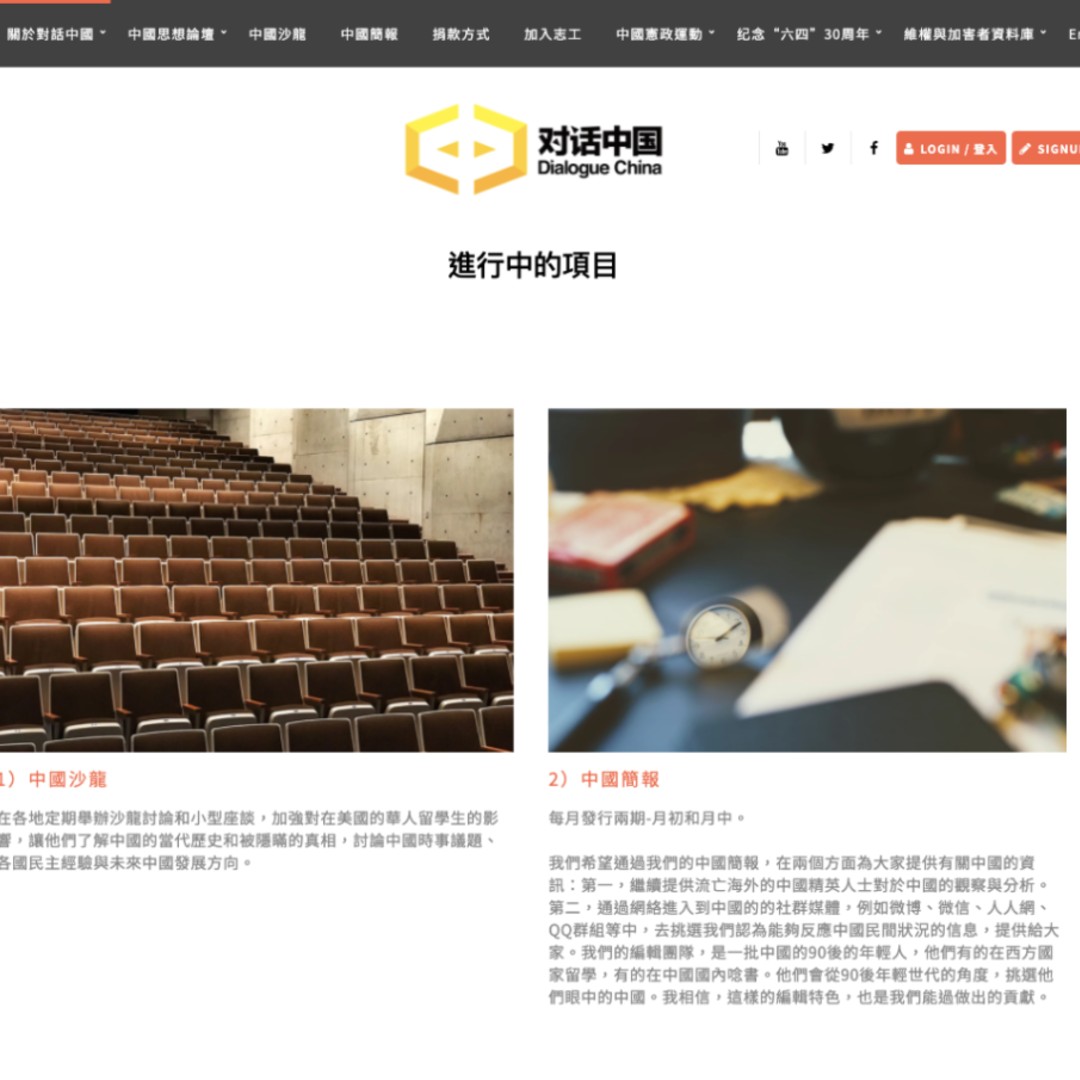 關於對話中國
中國思想論壇
中國沙龍
中國簡報
捐款方式
加入志工
中國憲政運動
紀念“六四”30周年
維權與加害者資料庫
对话中国
Dialogue China
LOGIN / 登入
進行中的項目
1）中國沙龍
在各地定期舉辦沙龍討論和小型座談，加強對在美國的華人留學生的影
響，讓他們了解中國的當代歷史和被隱瞞的真相，討論中國時事議題、
各國民主經驗與未來中國發展方向。
2）中國簡報
每月發行兩期-月初和月中。
我們希望通過我們的中國簡報，在兩個方面為大家提供有關中國的資
訊：第一，繼續提供流亡海外的中國精英人士對於中國的觀察與分析。
第二，通過網絡進入到中國的的社群媒體，例如微博、微信、人人網、
QQ群組等中，去挑選我們認為能夠反應中國民間狀況的信息，提供給大
家。我們的編輯團隊，是一批中國的90後的年輕人，他們有的在西方國
家留學，有的在中國國內唸書。他們會從90後年輕世代的角度，挑選他
們眼中的中國。我相信，這樣的編輯特色，也是我們能過做出的貢獻。